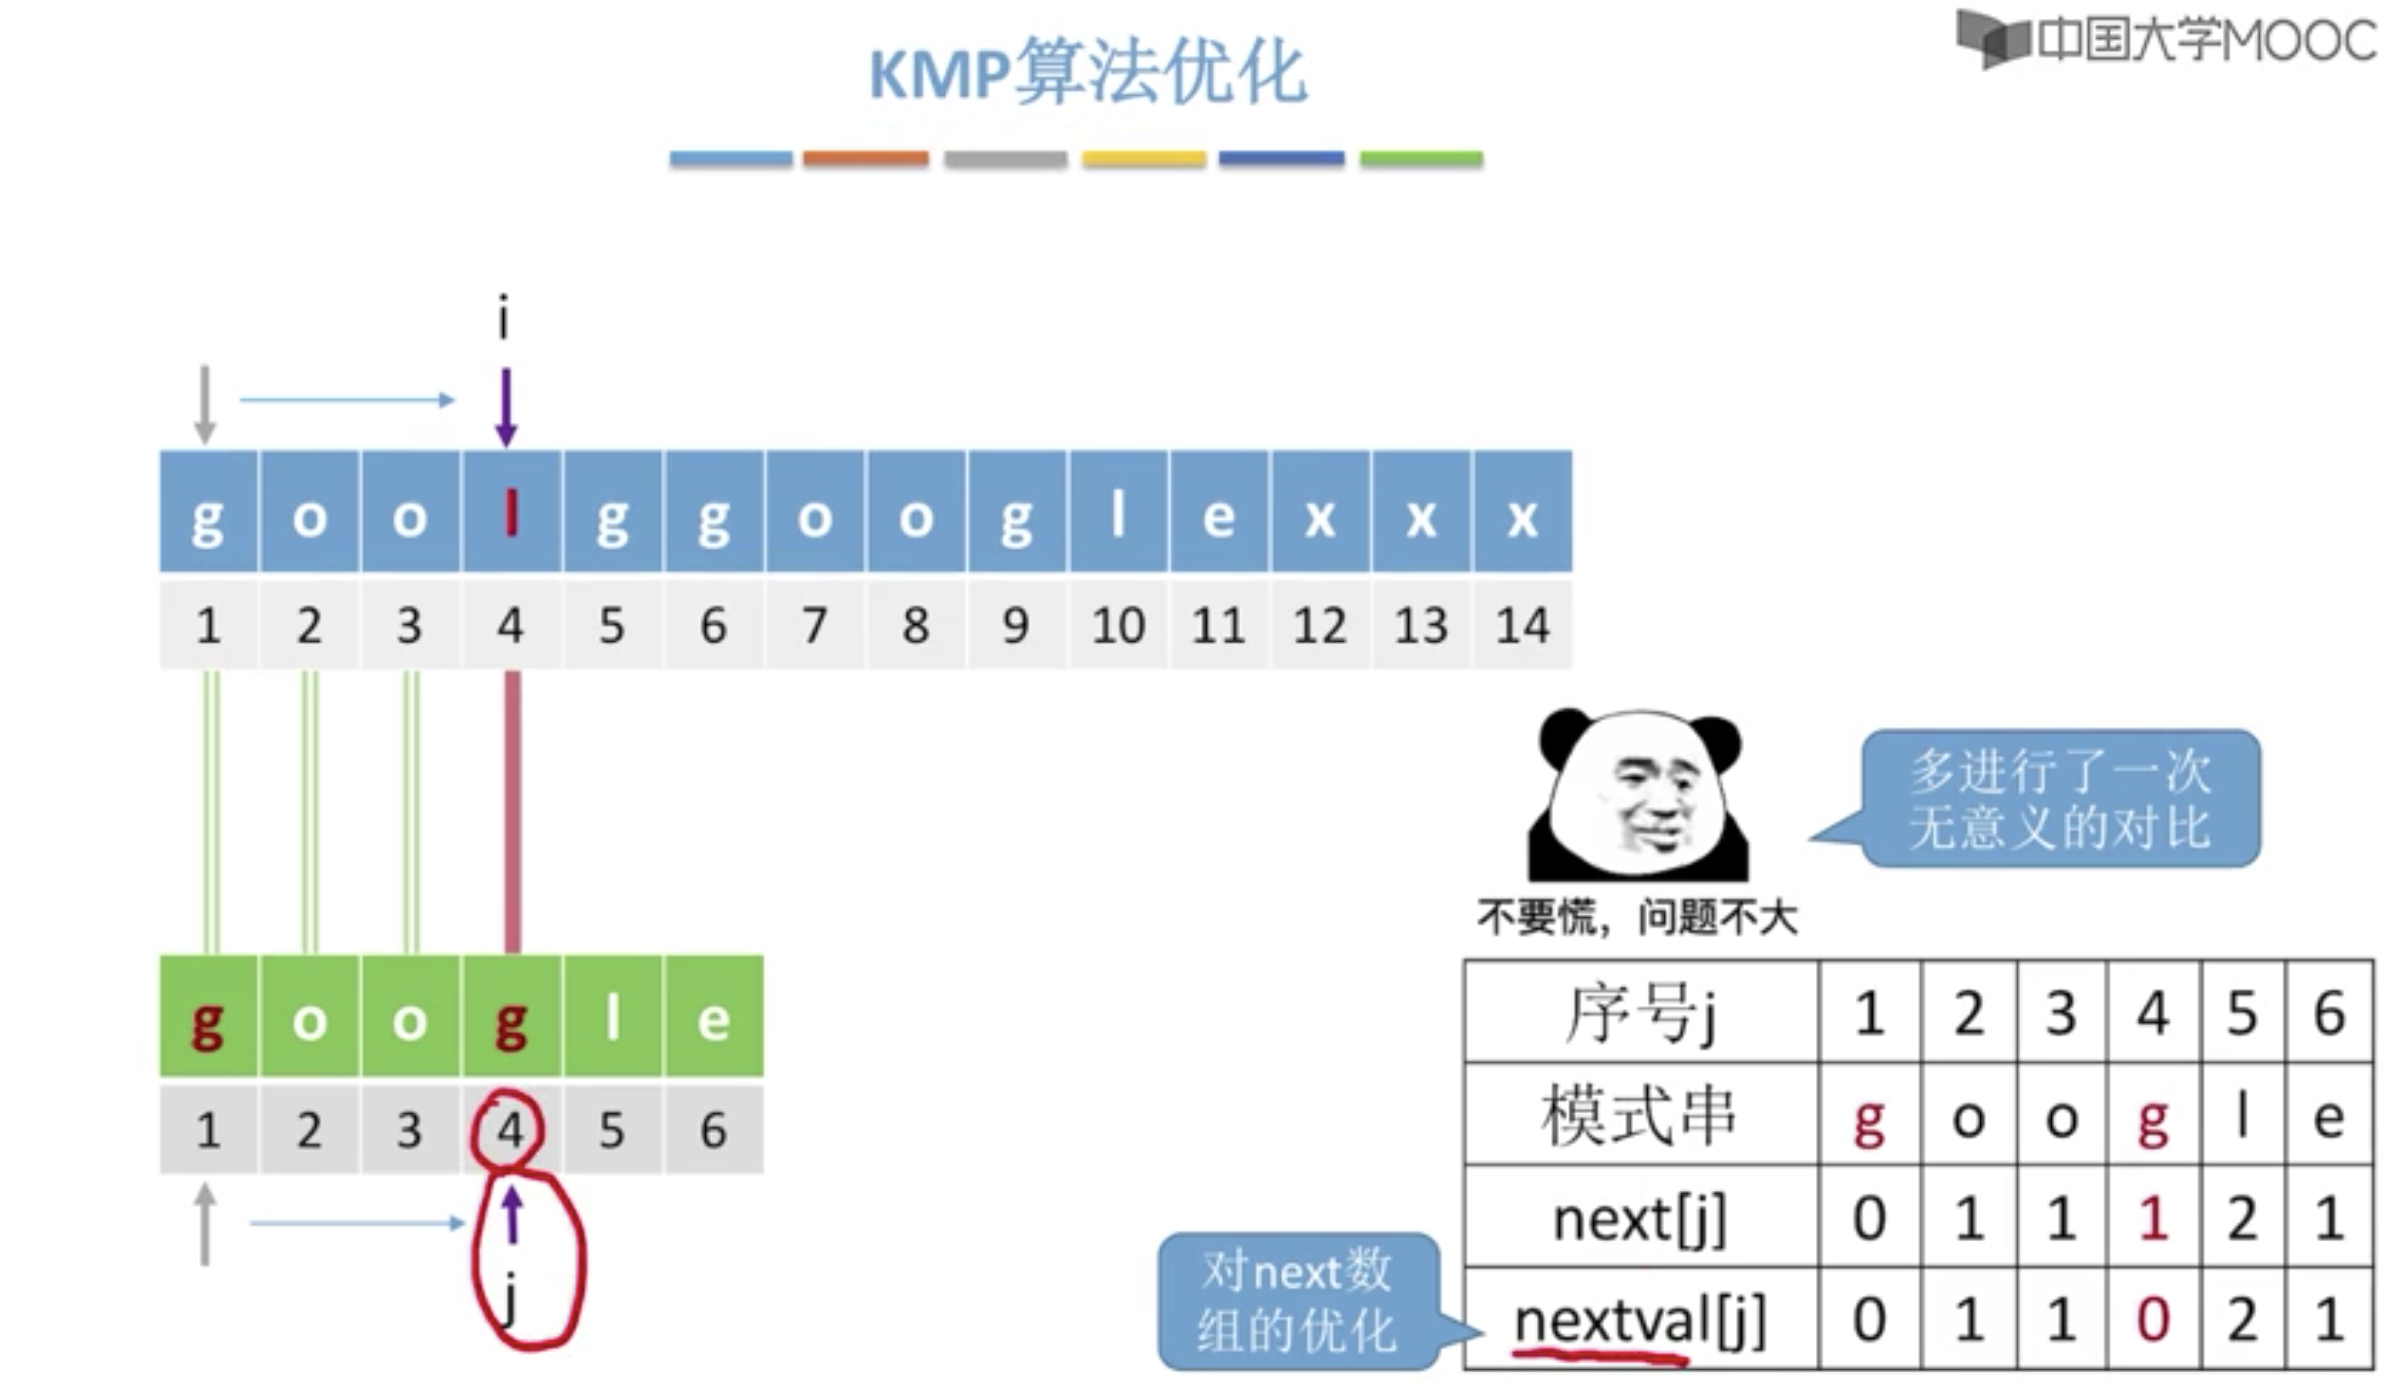 中国大学MOOC
KMP算法优化
i
g o o l g g o o g l e x x x
1 2 3 4 5 6 7 8 9 10 11 12 13 14
g o o g l e
1 2 3 4 5 6
j
多进行了一次
无意义的对比
不要慌，问题不大
对next数
组的优化
序号j 1 2 3 4 5 6
模式串 g o o g l e
next[j] 0 1 1 1 2 1
nextval[j] 0 1 1 0 2 1